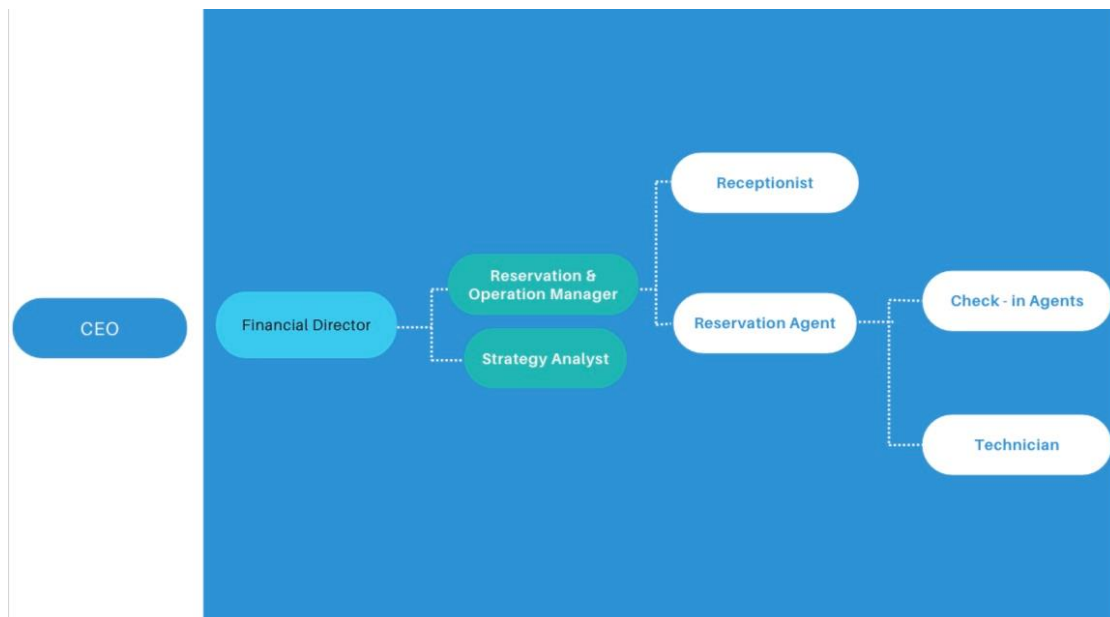 CEO
Financial Director
Reservation &
Operation Manager
Strategy Analyst
Receptionist
Reservation Agent
Check - in Agents
Technician